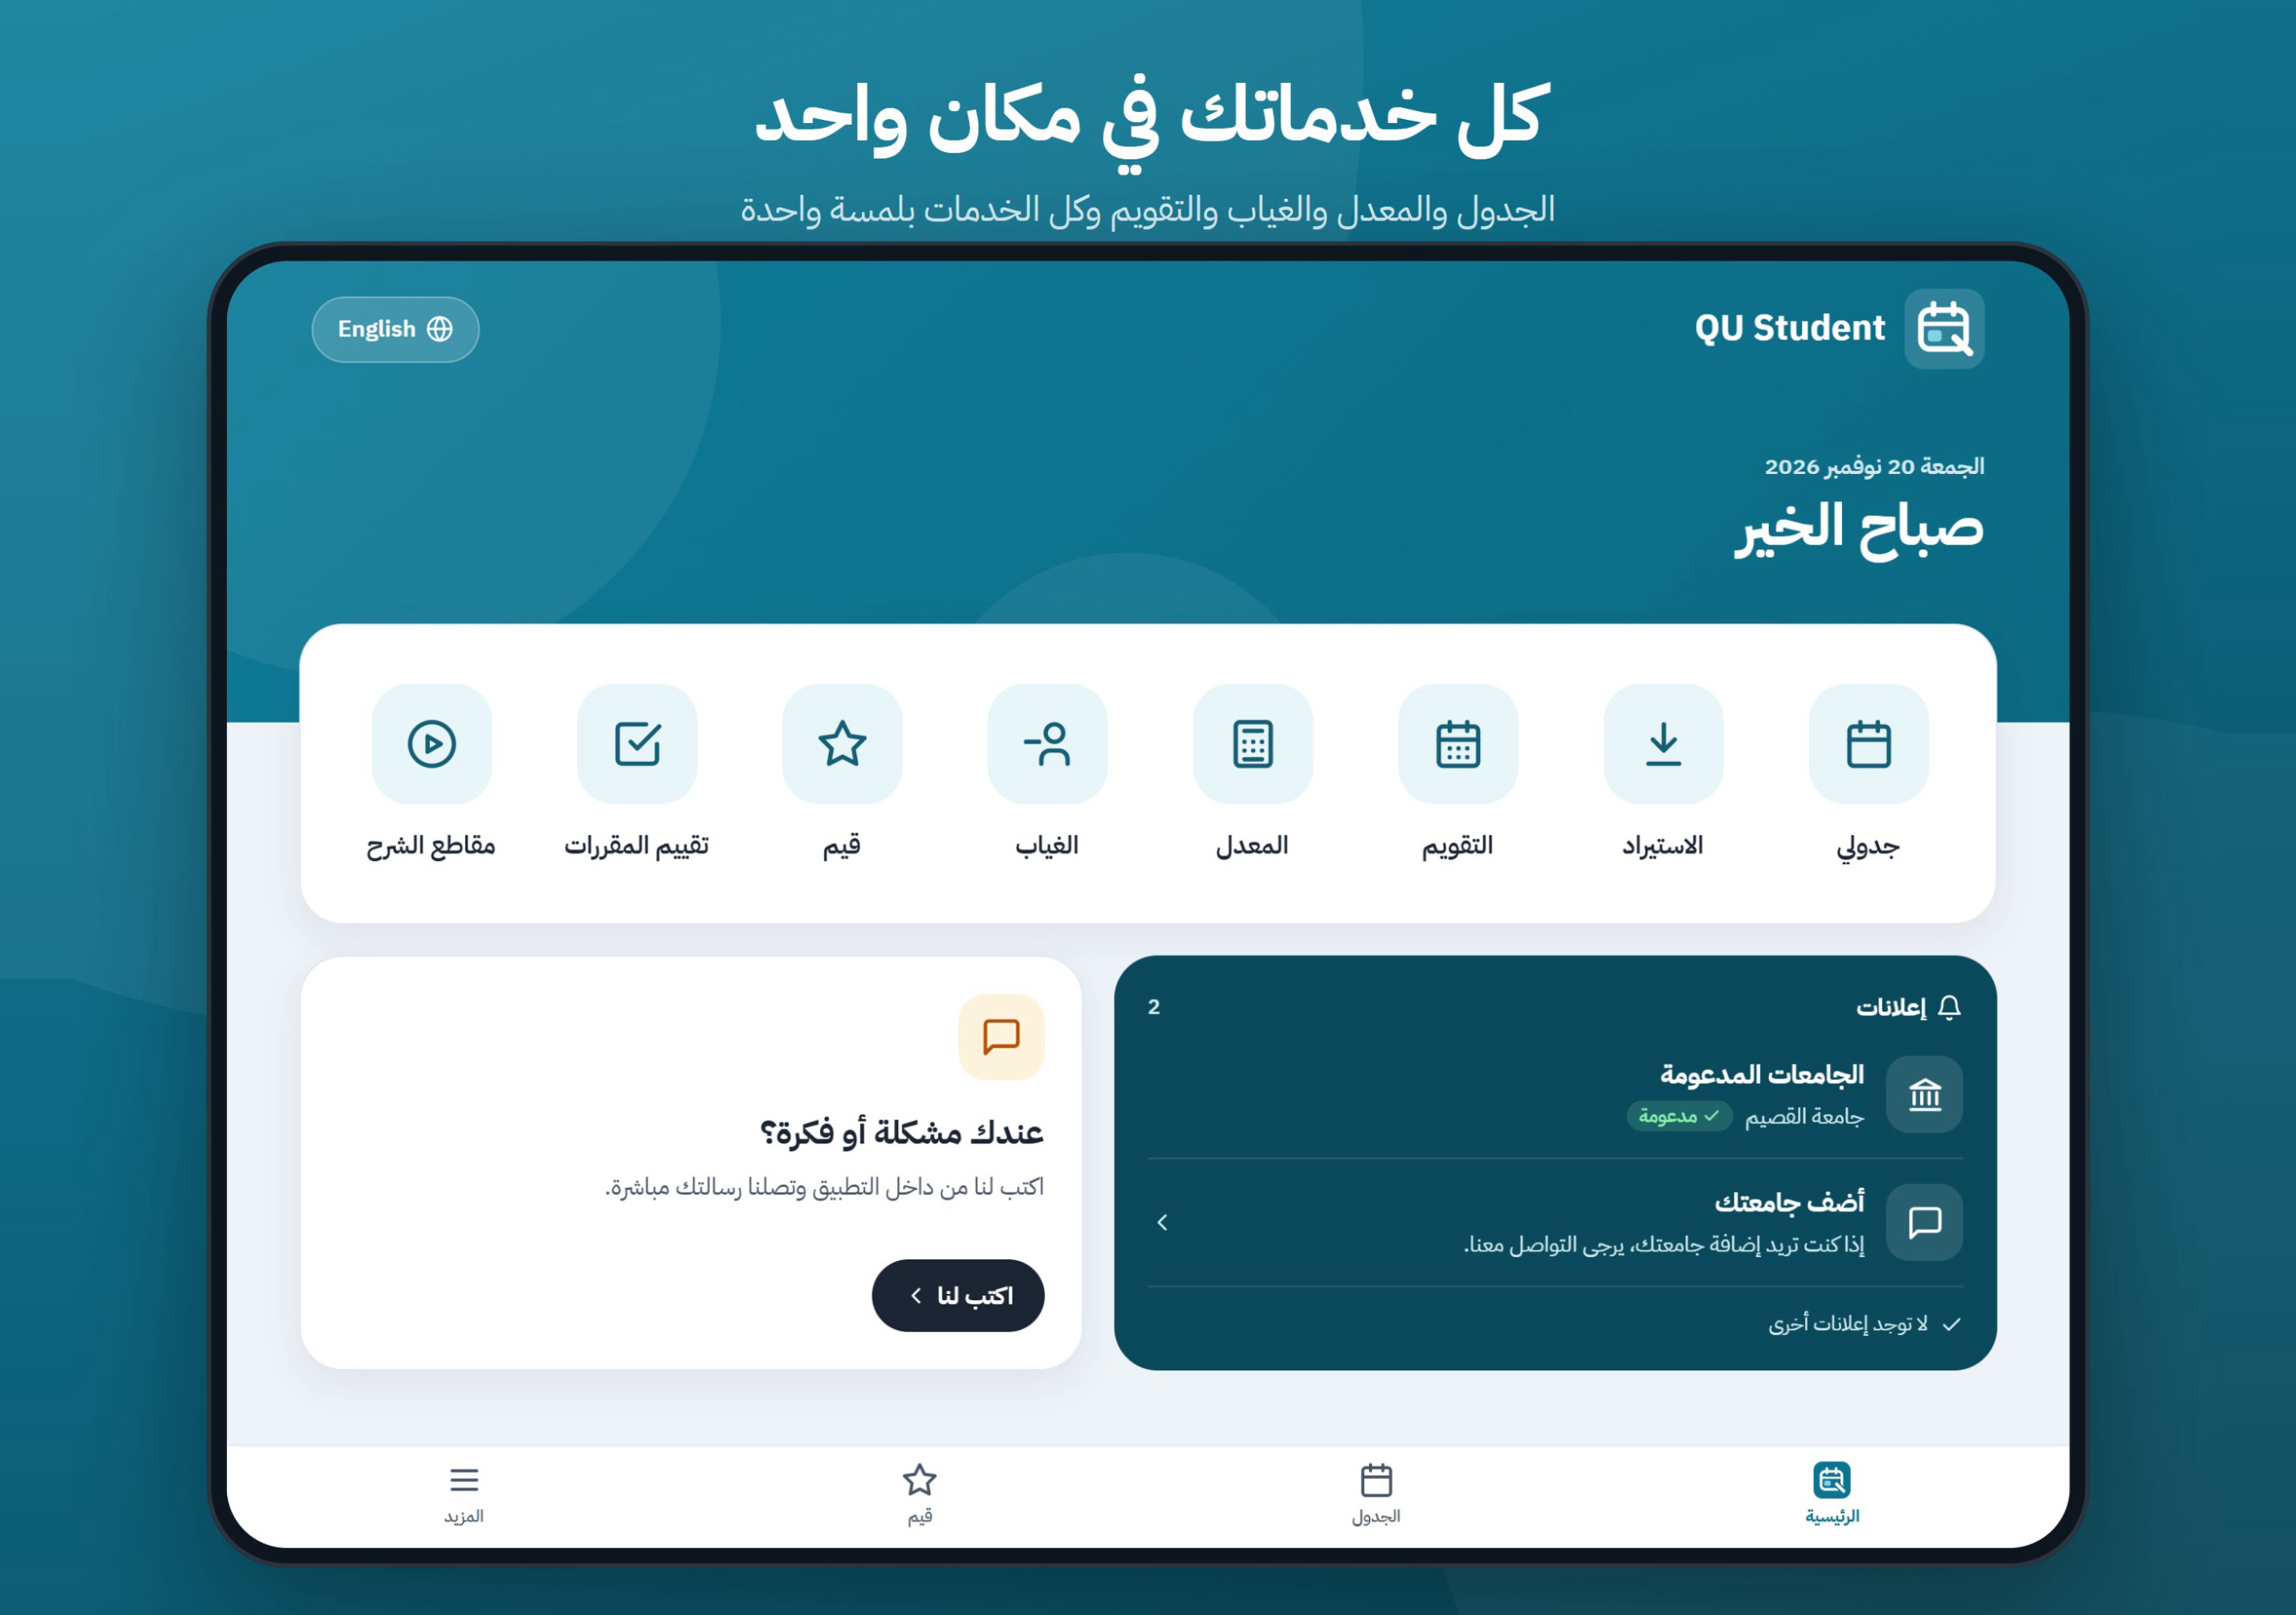 كل خدماتك في مكان واحد
الجدول والمعدل والغياب والتقويم وكل الخدمات بلمسة واحدة
QU Student
English
الجمعة 20 نوفمبر 2026
صباح الخير
جدولي
الاستيراد
التقويم
المعدل
الغياب
قيم
تقييم المقررات
مقاطع الشرح
إعلانات
2
الجامعات المدعومة
جامعة القصيم
مدعومة
أضف جامعتك
إذا كنت تريد إضافة جامعتك، يرجى التواصل معنا.
لا توجد إعلانات أخرى
عندك مشكلة أو فكرة؟
اكتب لنا من داخل التطبيق وتصلنا رسالتك مباشرة.
اكتب لنا
الرئيسية
الجدول
قيم
المزيد